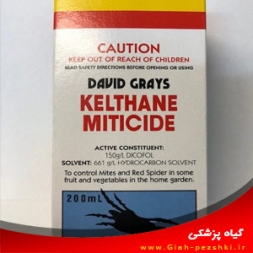 CAUTION
KEEP OUT OF REACH OF CHILDREN
READ SAFETY DIRECTIONS BEFORE OPENING OR USING
DAVID GRAYS
KELTHANE
MITICIDE
ACTIVE CONSTITUENT:
150g/L DICOFOL
SOLVENT: 661 g/L HYDROCARBON SOLVENT
To control Mites and Red Spider in some
fruit and vegetables in the home garden.
200mL
گیاه پزشکی
www.Giah-pezshki.ir